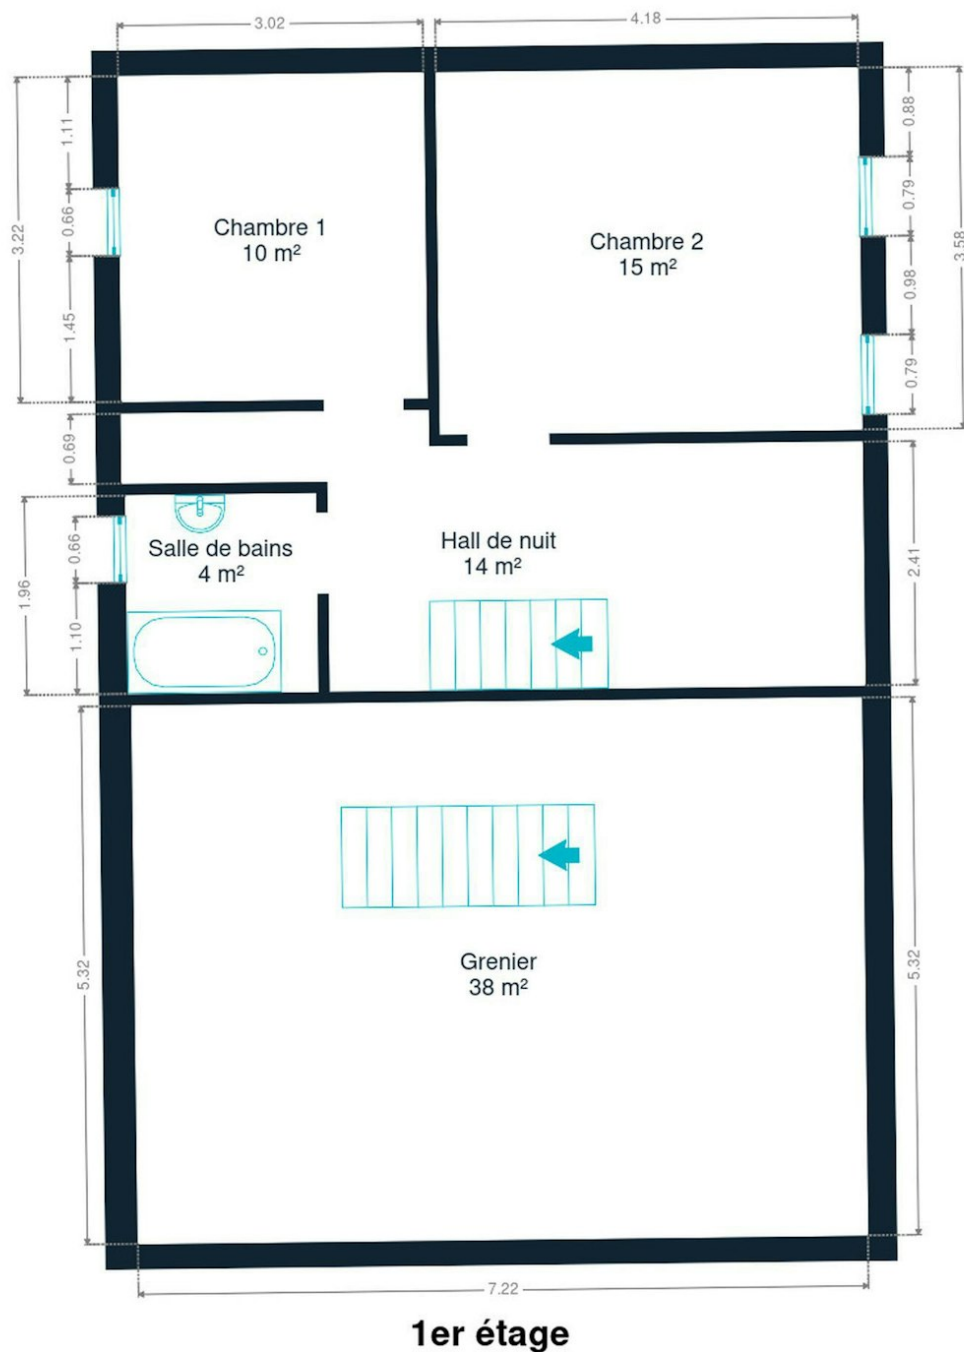 3.02
4.18
1.11
0.88
0.66
0.79
3.22
3.58
Chambre 1
10 m²
Chambre 2
15 m²
0.98
1.45
0.79
0.69
Salle de bains
4 m²
Hall de nuit
14 m²
0.66
1.96
2.41
1.10
Grenier
38 m²
5.32
5.32
7.22
1er étage